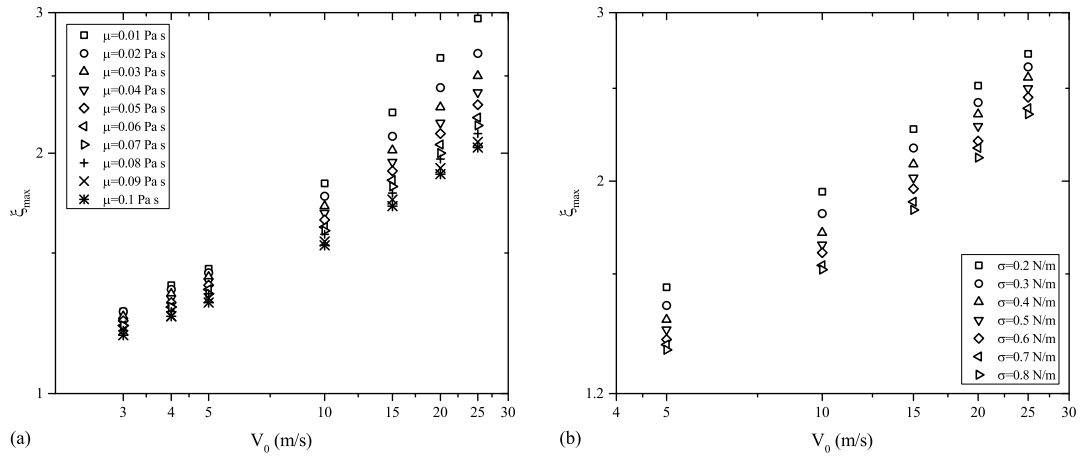 3
2
1
ξmax
μ=0.01 Pa s
μ=0.02 Pa s
μ=0.03 Pa s
μ=0.04 Pa s
μ=0.05 Pa s
μ=0.06 Pa s
μ=0.07 Pa s
μ=0.08 Pa s
μ=0.09 Pa s
μ=0.1 Pa s
3 4 5 10 15 20 25 30
(a)
V0 (m/s)
3
2
1.2
ξmax
σ=0.2 N/m
σ=0.3 N/m
σ=0.4 N/m
σ=0.5 N/m
σ=0.6 N/m
σ=0.7 N/m
σ=0.8 N/m
4 5 10 15 20 25 30
(b)
V0 (m/s)